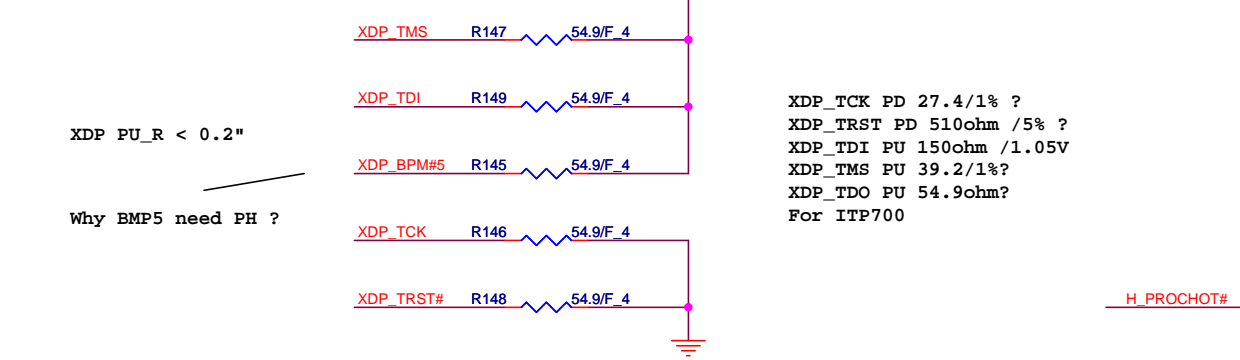 XDP_TMS R147 54.9/F_4
XDP_TDI R149 54.9/F_4
XDP_BPM#5 R145 54.9/F_4
XDP_TCK R146 54.9/F_4
XDP_TRST# R148 54.9/F_4
XDP PU_R < 0.2"
Why BMP5 need PH ?
XDP_TCK PD 27.4/1% ?
XDP_TRST PD 510ohm /5% ?
XDP_TDI PU 150ohm /1.05V
XDP_TMS PU 39.2/1%?
XDP_TDO PU 54.9ohm?
For ITP700
H_PROCHOT#